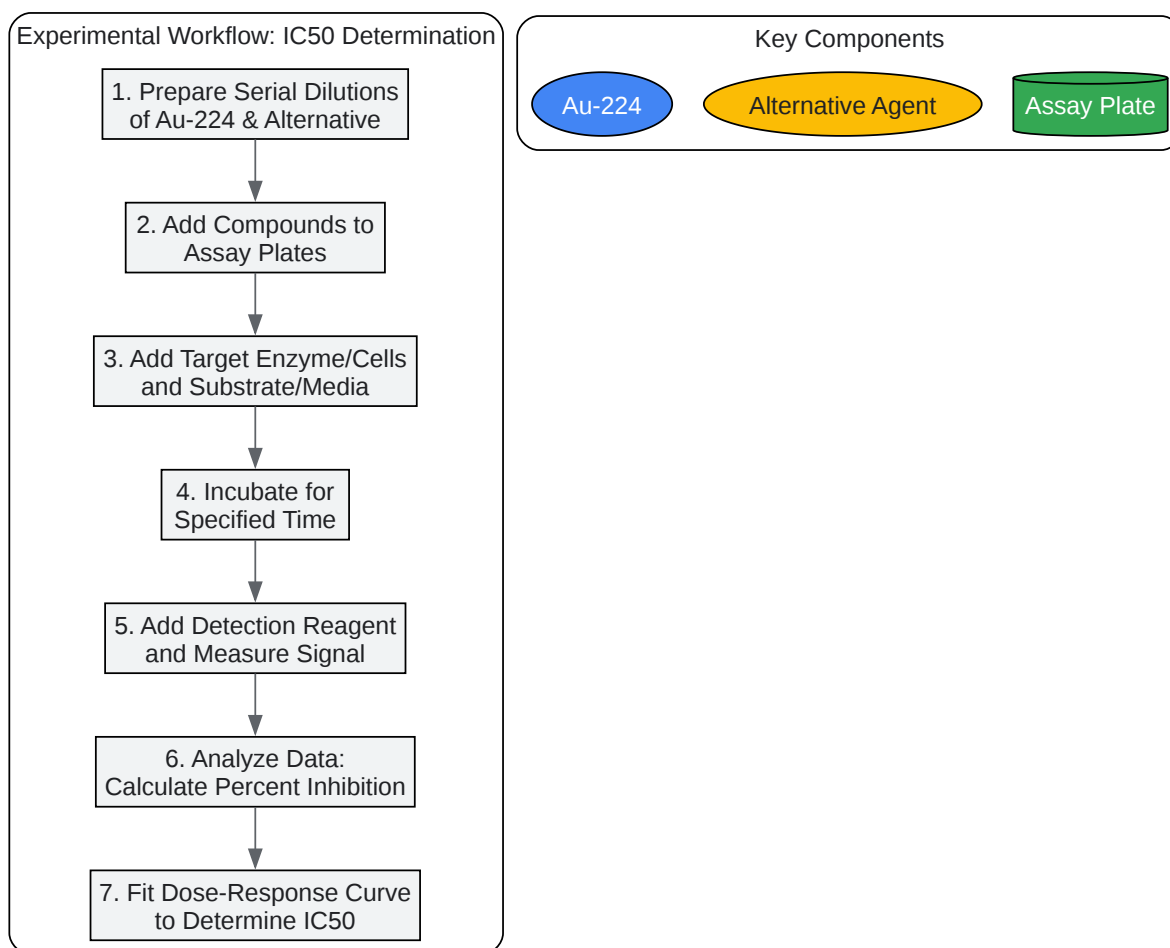 Experimental Workflow: IC50 Determination
1. Prepare Serial Dilutions
of Au-224 & Alternative
2. Add Compounds to
Assay Plates
3. Add Target Enzyme/Cells
and Substrate/Media
4. Incubate for
Specified Time
5. Add Detection Reagent
and Measure Signal
6. Analyze Data:
Calculate Percent Inhibition
7. Fit Dose-Response Curve
to Determine IC50
Key Components
Au-224
Alternative Agent
Assay Plate